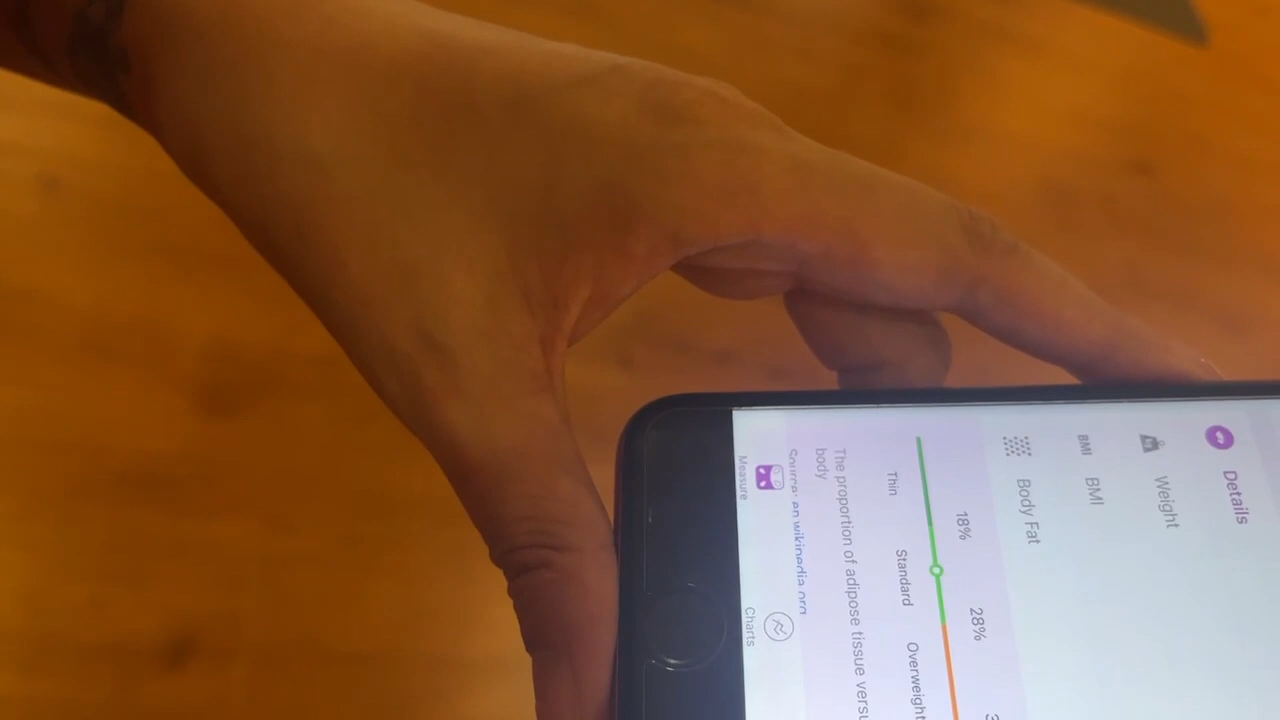 Details
Weight
BMI BMI
Body Fat
18% 28%
Thin Standard Overweight
The proportion of adipose tissue
body
Source: en.wikipedia.org
Measure Charts